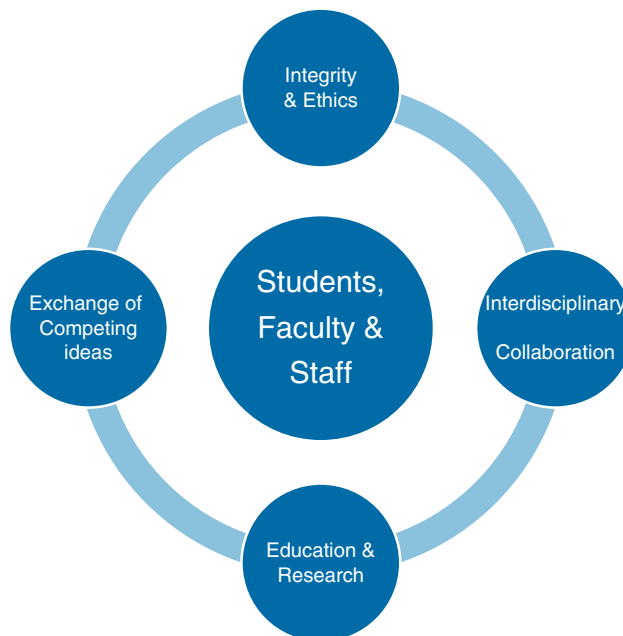 Integrity
& Ethics
Exchange of
Competing
ideas
Students,
Faculty &
Staff
Interdisciplinary
Collaboration
Education &
Research